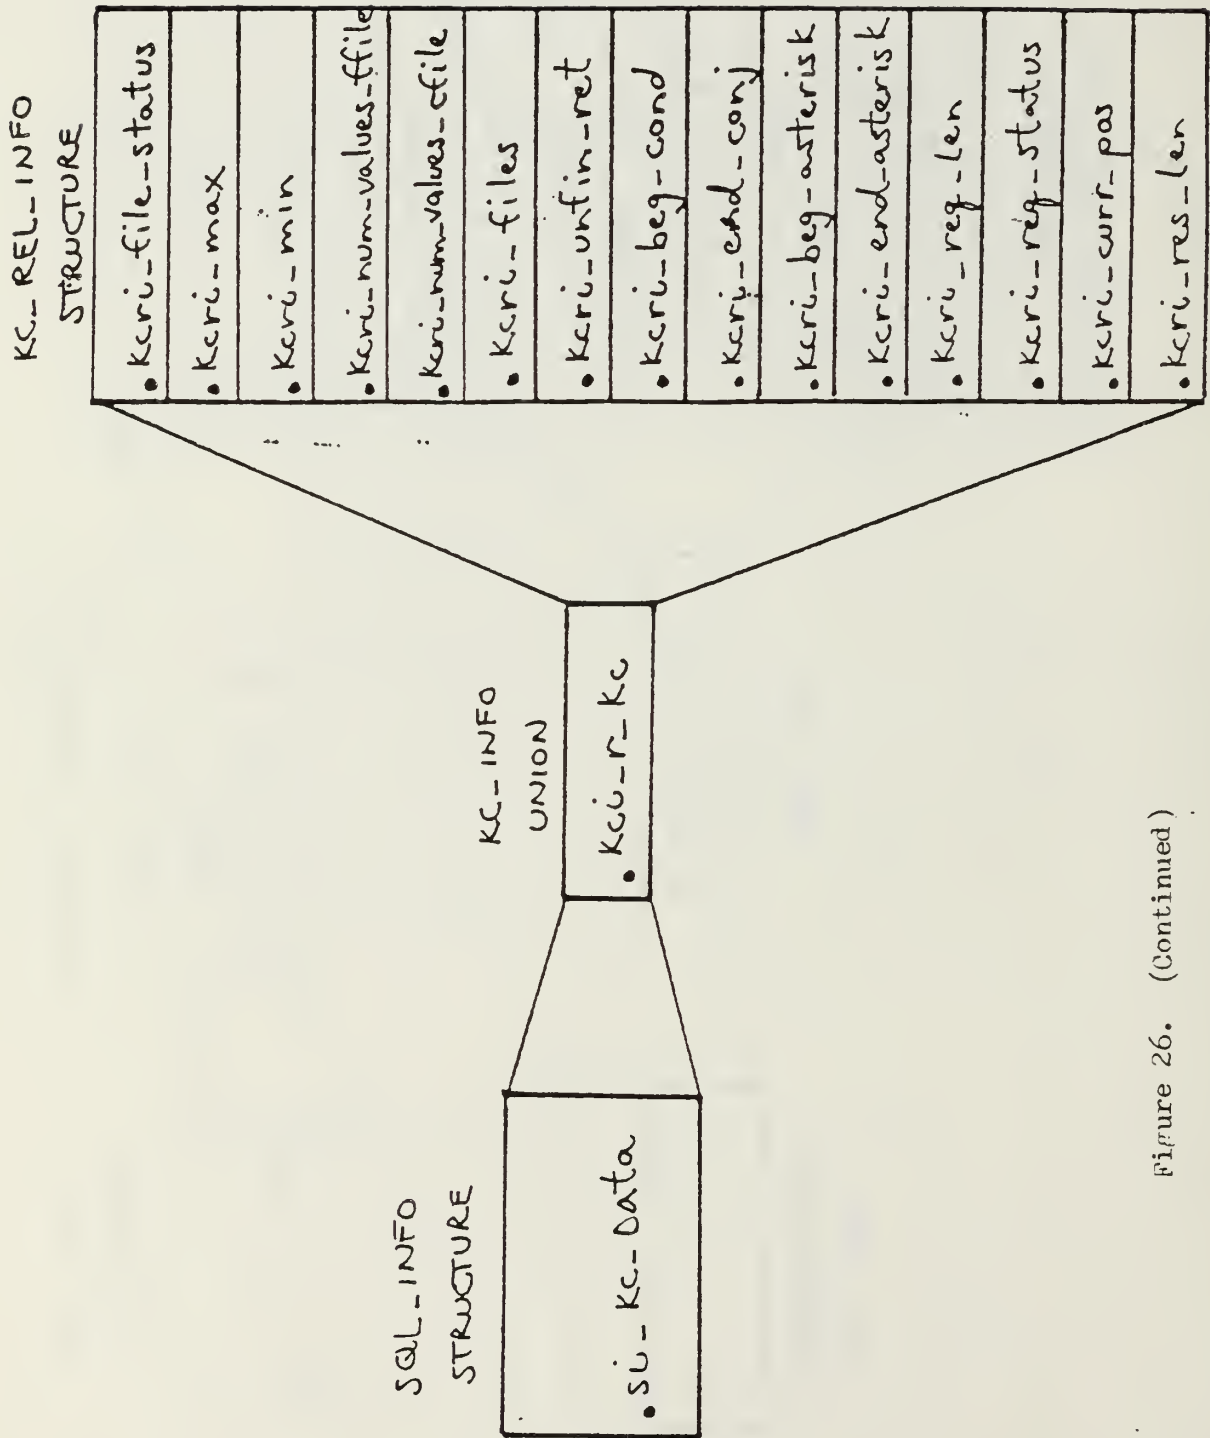 SQL_INFO
STRUCTURE
.si_Kc_Data
KC_INFO
UNION
.Kci_r_Kc
KC_REL_INFO
STRUCTURE
.Kcri_file_status
.Kcri_max
.Kcri_min
.Kcri_num_values_ffile
.Kcri_num_values_cfile
.Kcri_files
.Kcri_unfin_ret
.Kcri_beg_cond
.Kcri_end_conj
.Kcri_beg_asterisk
.Kcri_end_asterisk
.Kcri_req_len
.Kcri_req_status
.Kcri_curr_pos
.Kcri_res_len
Figure 26. (Continued)